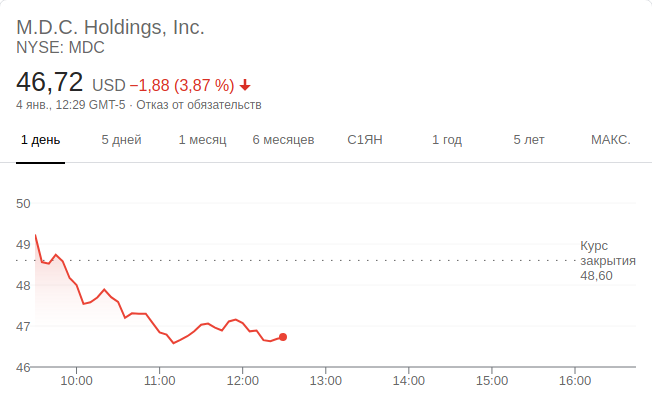 M.D.C. Holdings, Inc.
NYSE: MDC
46,72 USD −1,88 (3,87 %)
4 янв., 12:29 GMT-5 · Отказ от обязательств
1 день 5 дней 1 месяц 6 месяцев С1ЯН 1 год 5 лет МАКС.
50
49
Курс
закрытия
48,60
48
47
46
10:00 11:00 12:00 13:00 14:00 15:00 16:00